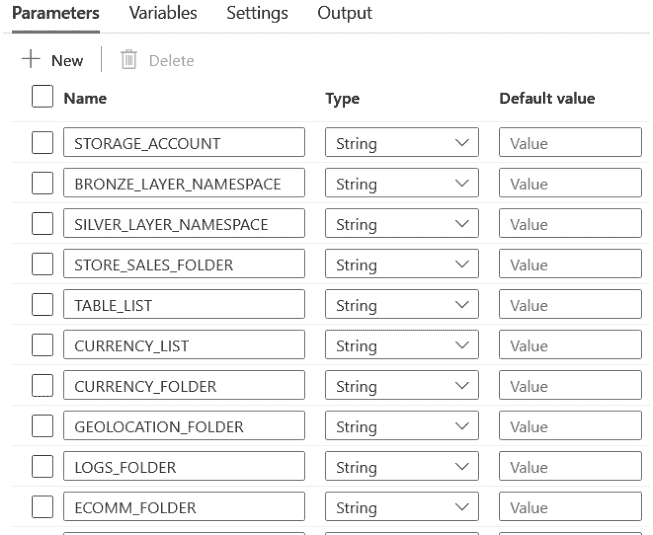 Parameters Variables Settings Output
New Delete
Name Type Default value
STORAGE_ACCOUNT String Value
BRONZE_LAYER_NAMESPACE String Value
SILVER_LAYER_NAMESPACE String Value
STORE_SALES_FOLDER String Value
TABLE_LIST String Value
CURRENCY_LIST String Value
CURRENCY_FOLDER String Value
GEOLOCATION_FOLDER String Value
LOGS_FOLDER String Value
ECOMM_FOLDER String Value